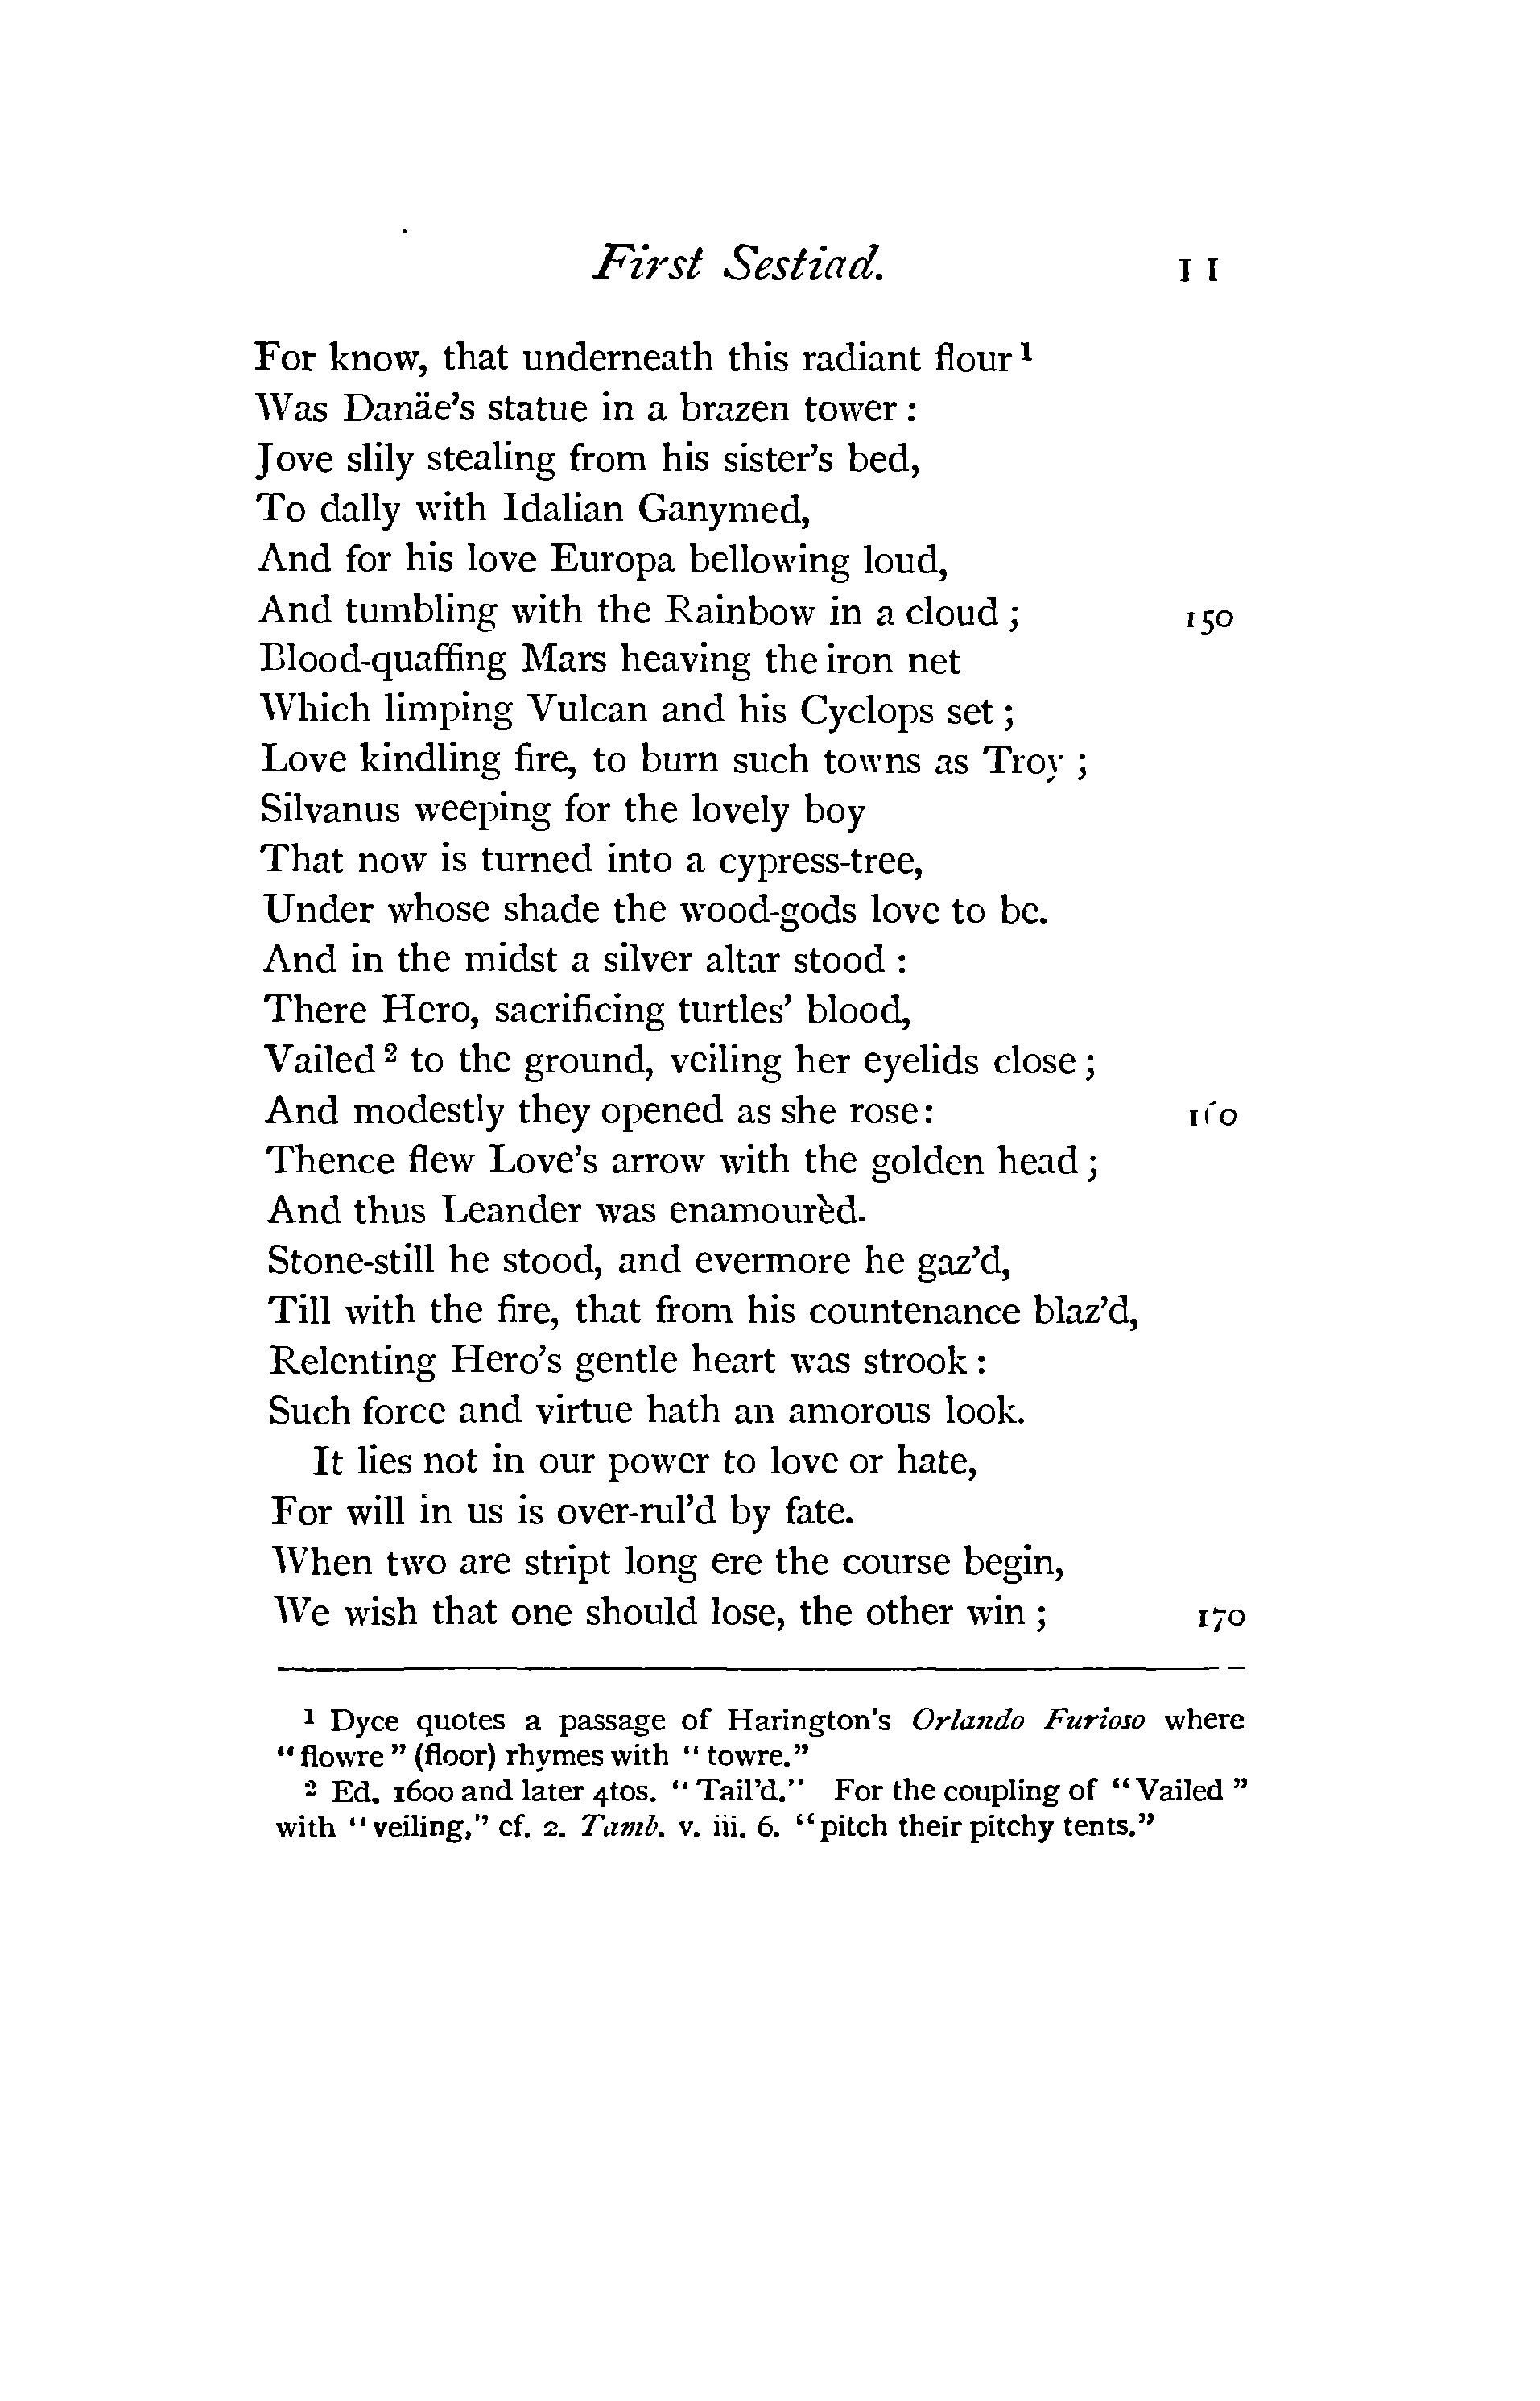 First Sestiad. 11
For know, that underneath this radiant flour¹
Was Danäe's statue in a brazen tower :
Jove slily stealing from his sister's bed,
To dally with Idalian Ganymed,
And for his love Europa bellowing loud,
And tumbling with the Rainbow in a cloud ; 150
Blood-quaffing Mars heaving the iron net
Which limping Vulcan and his Cyclops set ;
Love kindling fire, to burn such towns as Troy ;
Silvanus weeping for the lovely boy
That now is turned into a cypress-tree,
Under whose shade the wood-gods love to be.
And in the midst a silver altar stood :
There Hero, sacrificing turtles' blood,
Vailed² to the ground, veiling her eyelids close ;
And modestly they opened as she rose : 160
Thence flew Love's arrow with the golden head ;
And thus Leander was enamourèd.
Stone-still he stood, and evermore he gaz'd,
Till with the fire, that from his countenance blaz'd,
Relenting Hero's gentle heart was strook :
Such force and virtue hath an amorous look.
It lies not in our power to love or hate,
For will in us is over-rul'd by fate.
When two are stript long ere the course begin,
We wish that one should lose, the other win ; 170
¹ Dyce quotes a passage of Harington's Orlando Furioso where
"flowre" (floor) rhymes with "towre."
² Ed. 1600 and later 4tos. "Tail'd." For the coupling of "Vailed"
with "veiling," cf. 2. Tamb. v. iii. 6. "pitch their pitchy tents."